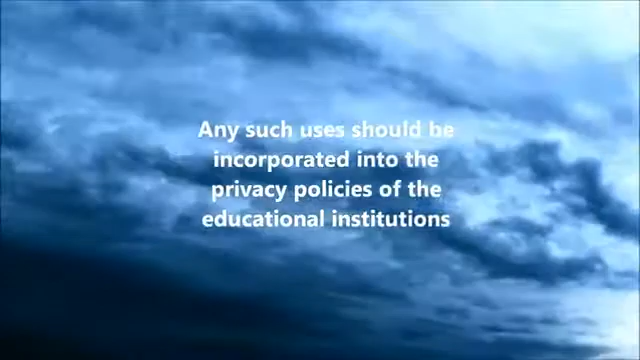 Any such uses should be
incorporated into the
privacy policies of the
educational institutions